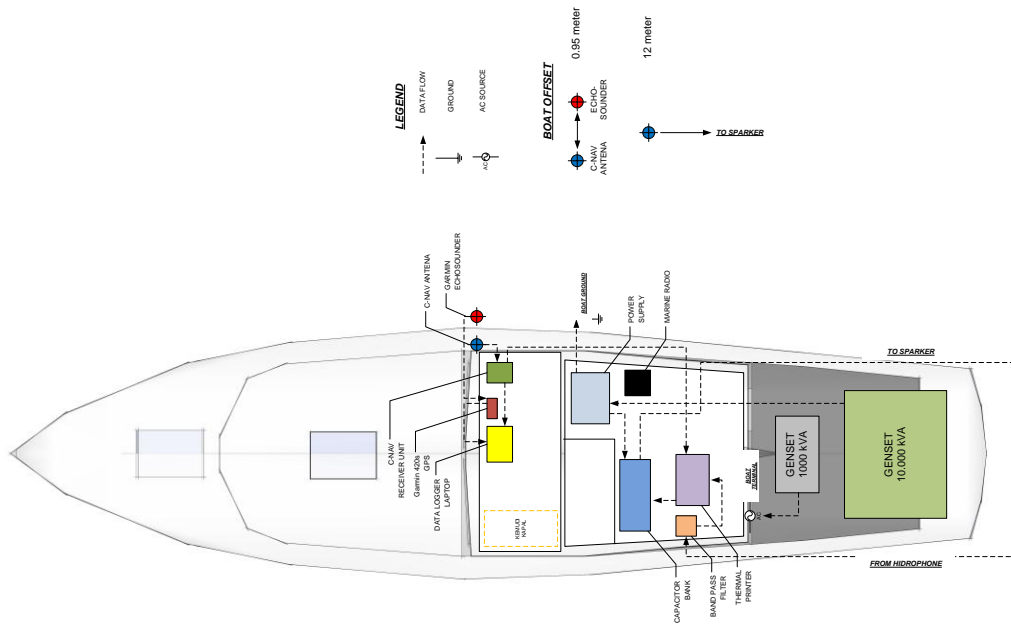 LEGEND
DATA FLOW
GROUND
AC
AC SOURCE
BOAT OFFSET
C-NAV
ANTENA
ECHO-
SOUNDER
0.95 meter
12 meter
TO SPARKER
C-NAV ANTENA
GARMIN
ECHOSOUNDER
BOAT GROUND
POWER
SUPPLY
MARINE RADIO
TO SPARKER
C-NAV
RECEIVER UNIT
Garmin 420s
GPS
DATA LOGGER
LAPTOP
KEMUDI
KAPAL
BOAT
TERMINAL
AC
GENSET
1000 kVA
GENSET
10.000 kVA
CAPACITOR
BANK
BAND PASS
FILTER
THERMAL
PRINTER
FROM HIDROPHONE